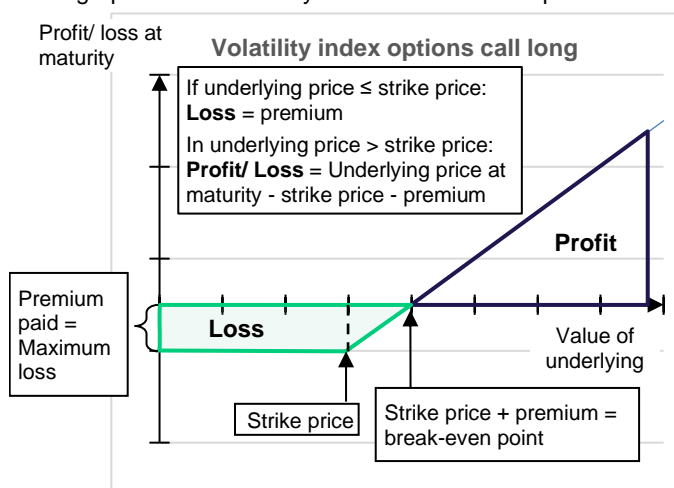 Profit/ loss at
maturity
Volatility index options call long
If underlying price ≤ strike price:
Loss = premium
In underlying price > strike price:
Profit/ Loss = Underlying price at
maturity - strike price - premium
Profit
Premium
paid =
Maximum
loss
Loss
Value of
underlying
Strike price
Strike price + premium =
break-even point